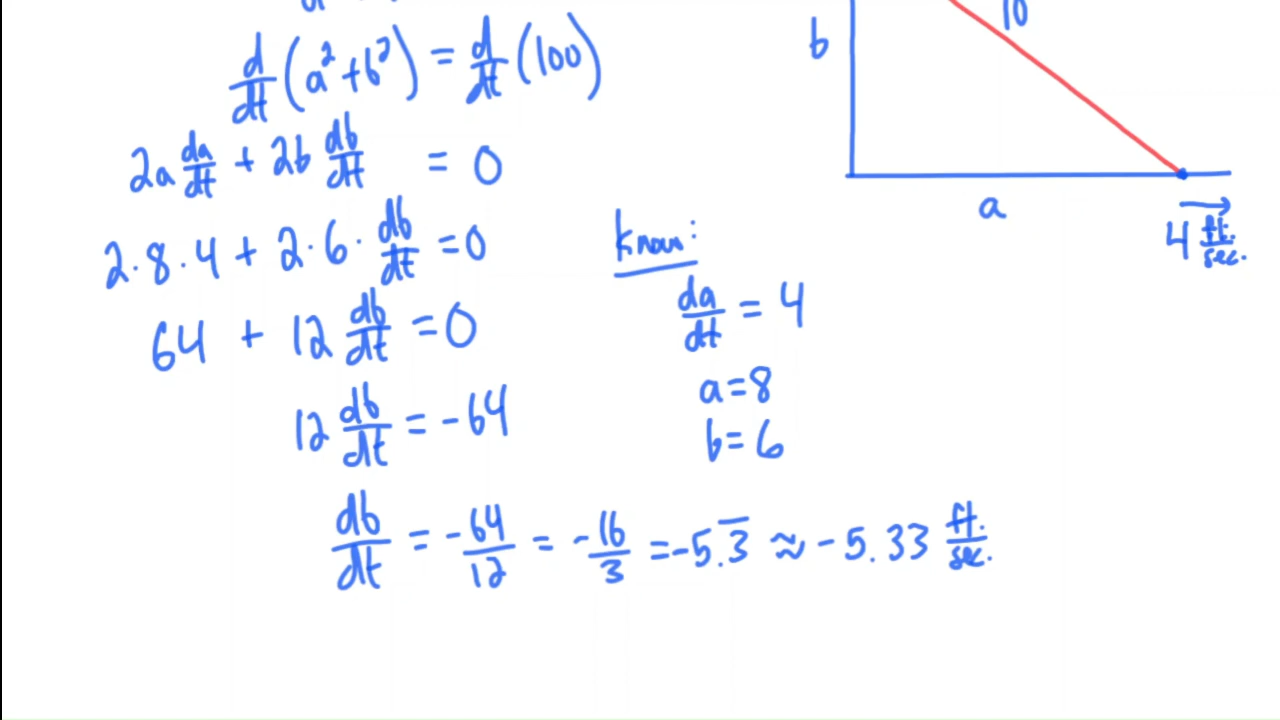 d/dt (a² + b²) = d/dt (100)
2a da/dt + 2b db/dt = 0
2·8·4 + 2·6· db/dt = 0
64 + 12 db/dt = 0
12 db/dt = -64
db/dt = -64/12 = -16/3 = -5.3̅ ≈ -5.33 ft./sec.
Know:
da/dt = 4
a=8
b=6
10
b
a
4 ft./sec.